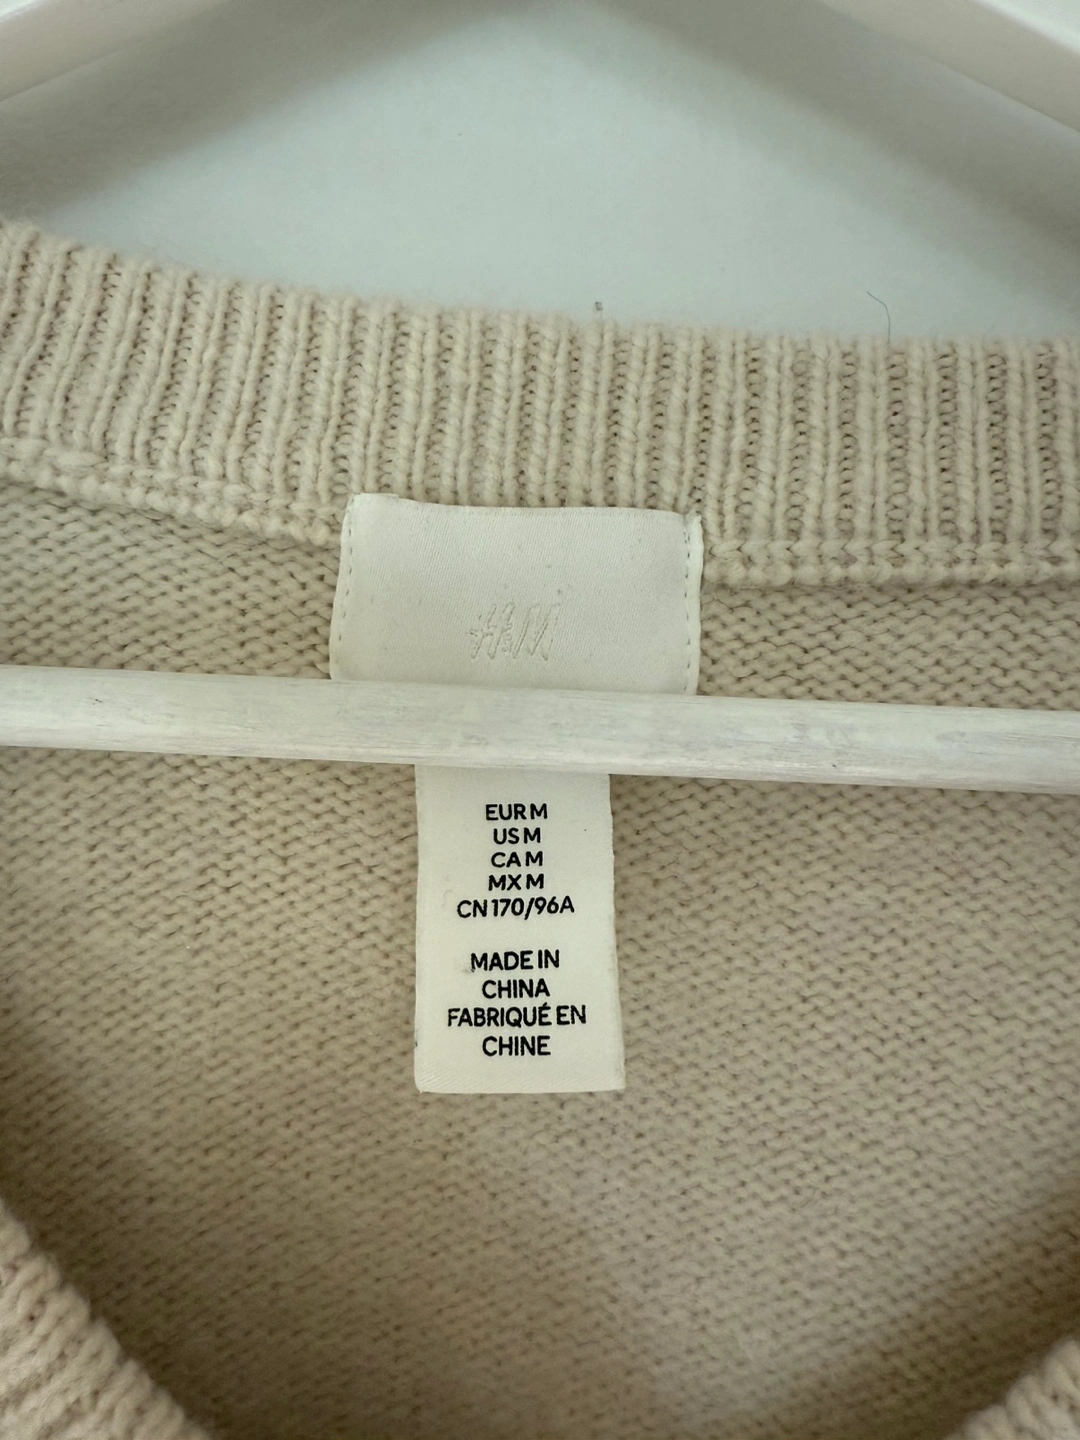 H&M
EUR M
US M
CA M
MX M
CN 170/96A
MADE IN
CHINA
FABRIQUÉ EN
CHINE